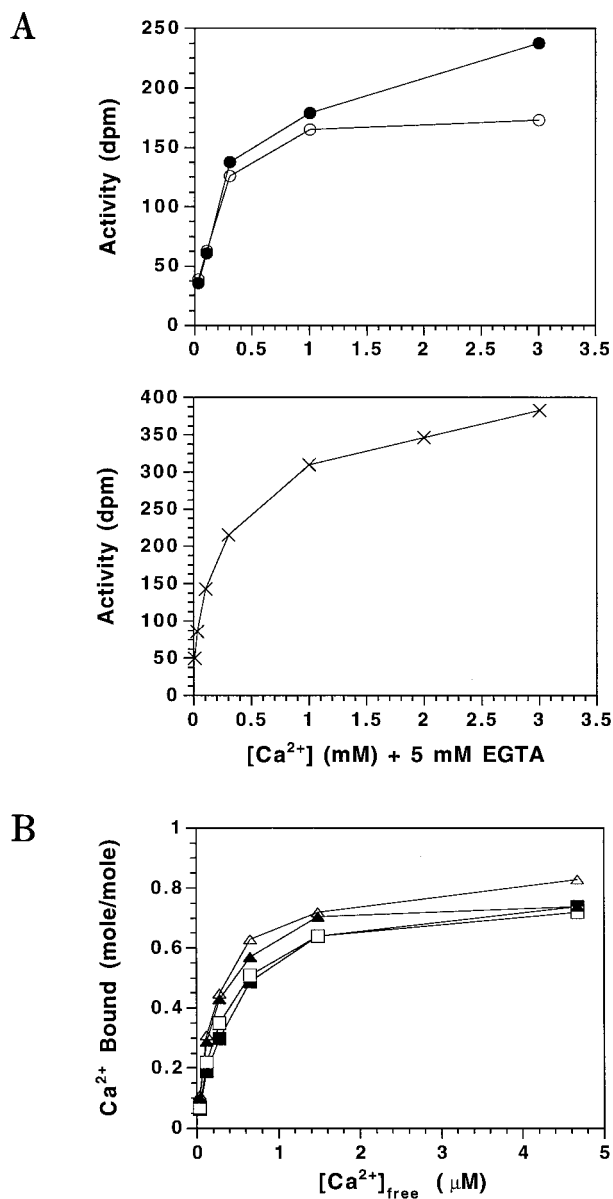 A
250
200
150
100
50
0
Activity (dpm)
0 0.5 1 1.5 2 2.5 3 3.5
400
350
300
250
200
150
100
50
0
Activity (dpm)
0 0.5 1 1.5 2 2.5 3 3.5
[Ca²⁺] (mM) + 5 mM EGTA
B
1
0.8
0.6
0.4
0.2
0
Ca²⁺ Bound (mole/mole)
0 1 2 3 4 5
[Ca²⁺]free (μM)